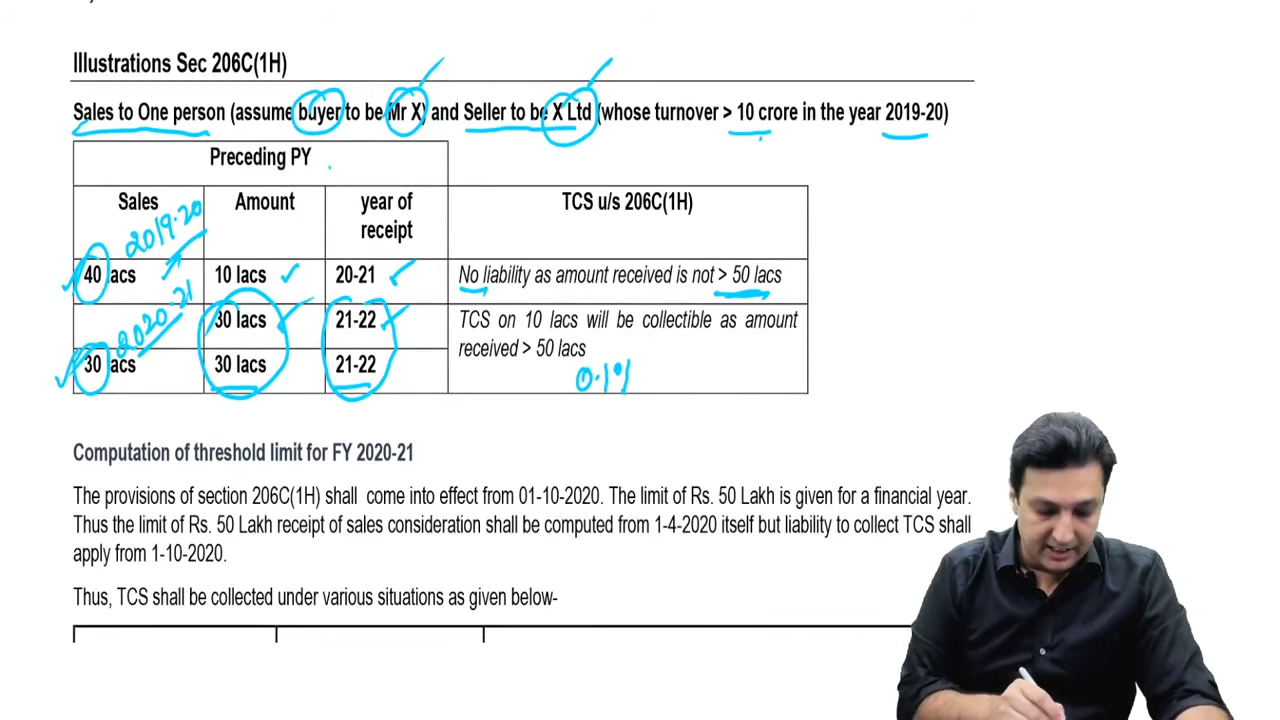 Illustrations Sec 206C(1H)
Sales to One person (assume buyer to be Mr X) and Seller to be X Ltd (whose turnover > 10 crore in the year 2019-20)
Preceding PY
Sales Amount year of receipt TCS u/s 206C(1H)
2019-20
40 lacs 10 lacs 20-21 No liability as amount received is not > 50 lacs
2020-21
30 lacs 21-22 TCS on 10 lacs will be collectible as amount
received > 50 lacs
30 lacs 30 lacs 21-22
0.1%
Computation of threshold limit for FY 2020-21
The provisions of section 206C(1H) shall come into effect from 01-10-2020. The limit of Rs. 50 Lakh is given for a financial year.
Thus the limit of Rs. 50 Lakh receipt of sales consideration shall be computed from 1-4-2020 itself but liability to collect TCS shall
apply from 1-10-2020.
Thus, TCS shall be collected under various situations as given below-